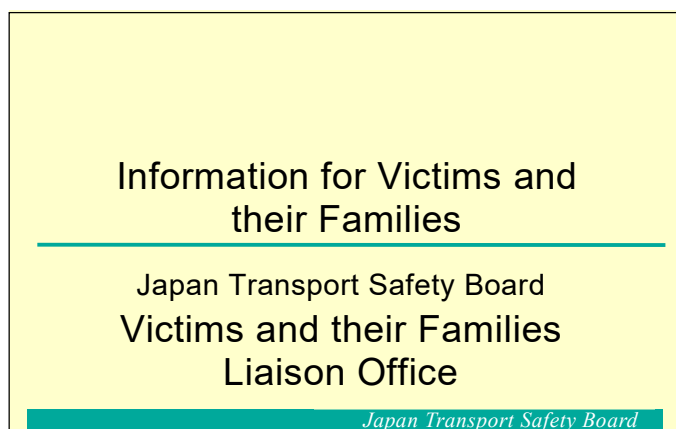 Information for Victims and
their Families
Japan Transport Safety Board
Victims and their Families
Liaison Office
Japan Transport Safety Board